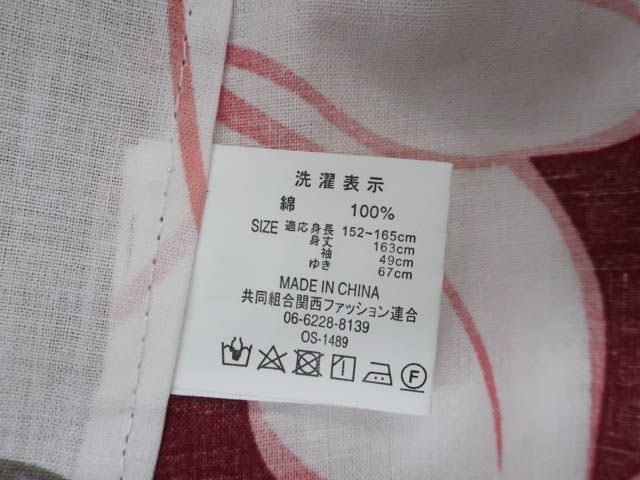 洗濯表示
綿 100%
SIZE 適応身長 152~165cm
身丈 163cm
袖 49cm
ゆき 67cm
MADE IN CHINA
共同組合関西ファッション連合
06-6228-8139
OS-1489
F